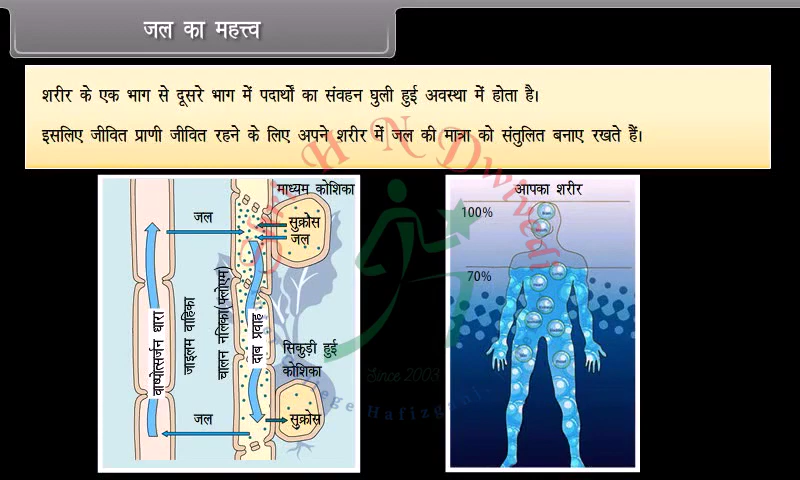 जल का महत्त्व
शरीर के एक भाग से दूसरे भाग में पदार्थों का संवहन घुली हुई अवस्था में होता है।
इसलिए जीवित प्राणी जीवित रहने के लिए अपने शरीर में जल की मात्रा को संतुलित बनाए रखते हैं।
माध्यम कोशिका
जल
सुक्रोस
जल
वाष्पोत्सर्जन धारा
जाइलम वाहिका
चालन नलिका(फ्लोएम)
दाब प्रवाह
सिकुड़ी हुई
कोशिका
जल
सुक्रोस
आपका शरीर
100%
70%
H N Dwivedi
Since 2003